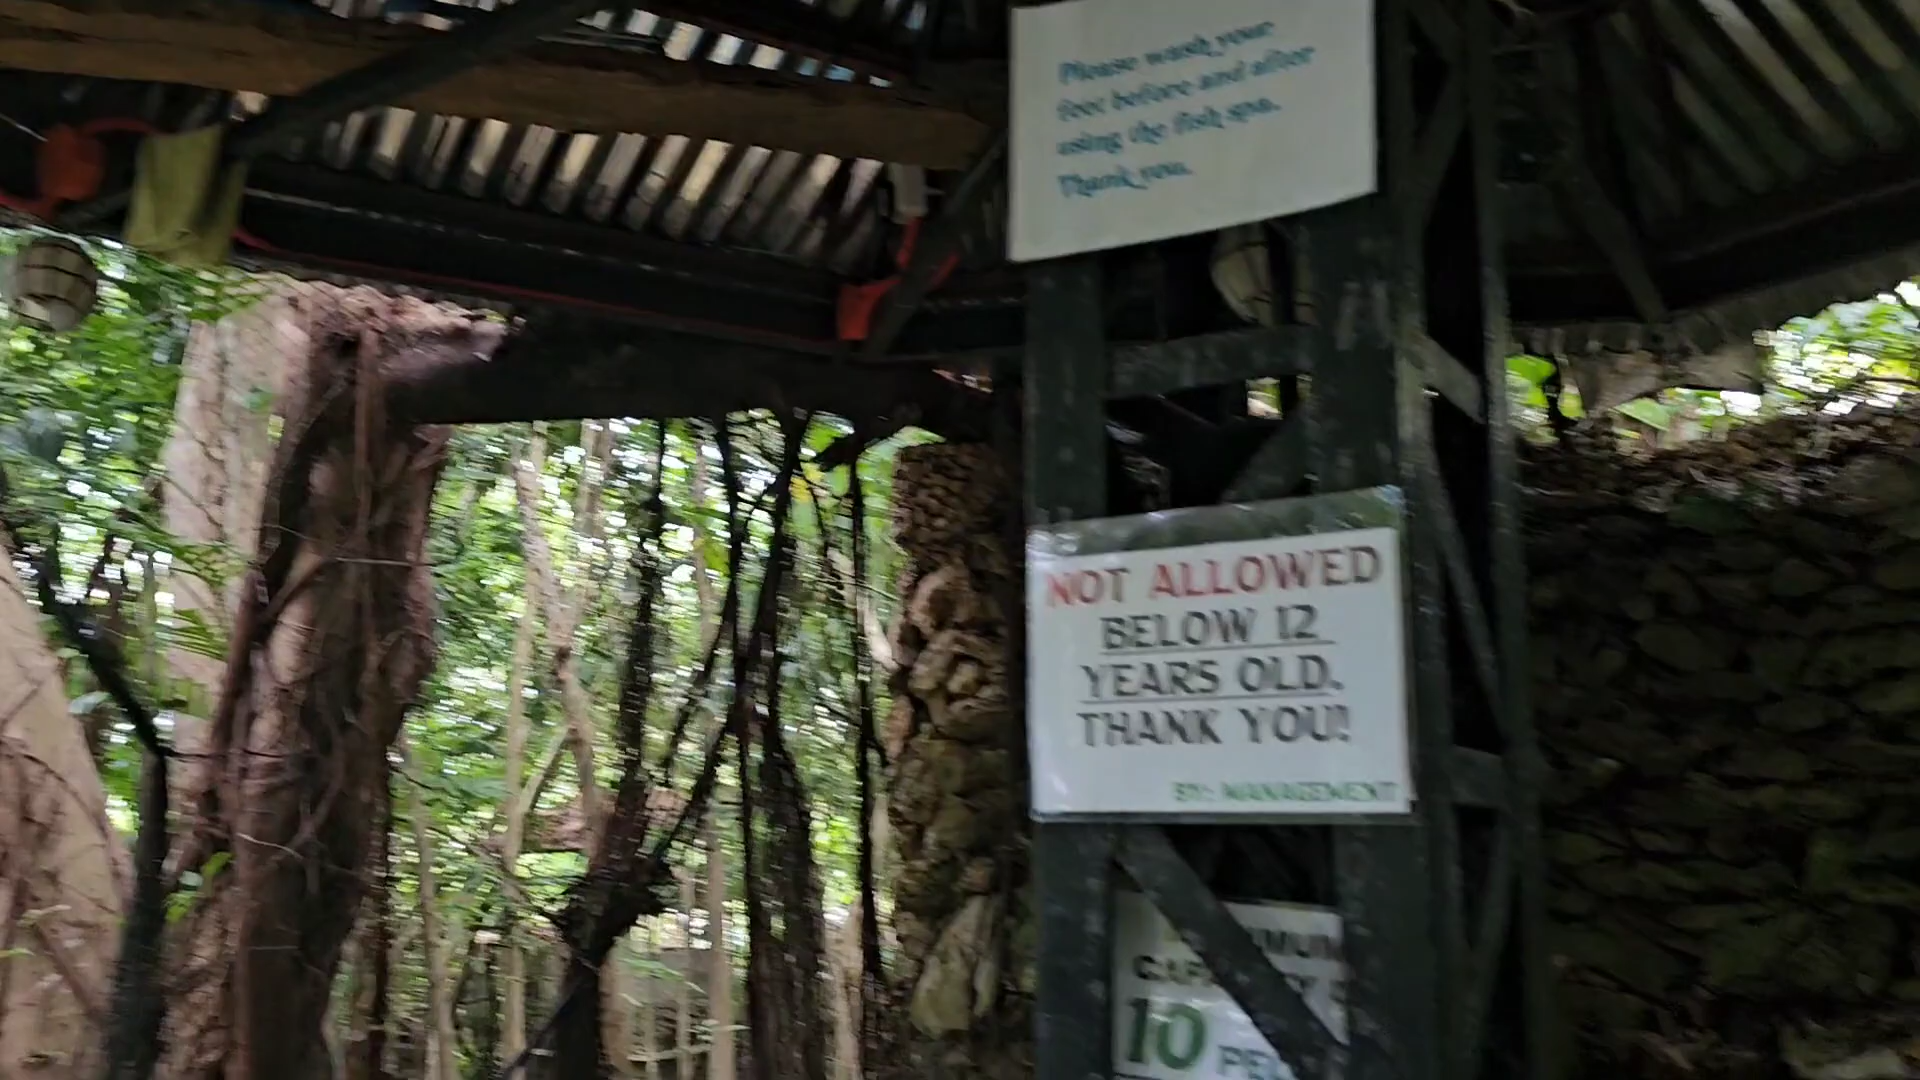 Please wash your
feet before and after
using the fish spa.
Thank you.
NOT ALLOWED
BELOW 12
YEARS OLD.
THANK YOU!
BY: MANAGEMENT
10